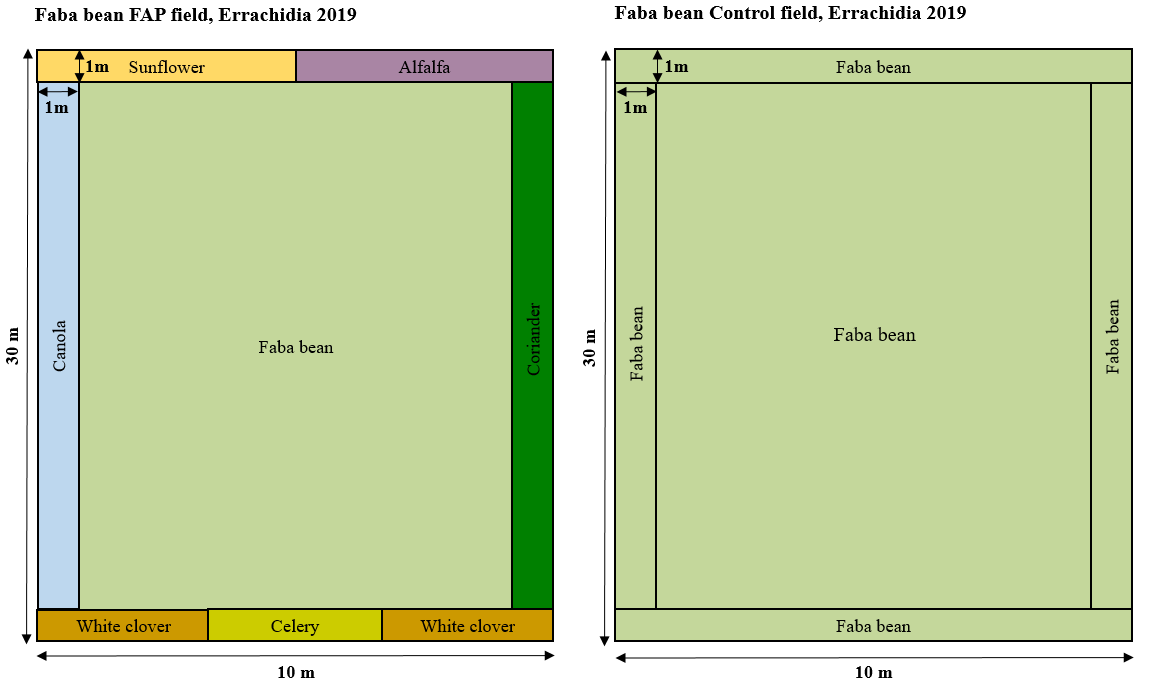 Faba bean FAP field, Errachidia 2019
1m
Sunflower
Alfalfa
1m
30 m
Canola
Faba bean
Coriander
White clover
Celery
White clover
10 m
Faba bean Control field, Errachidia 2019
1m
Faba bean
1m
30 m
Faba bean
Faba bean
Faba bean
Faba bean
10 m